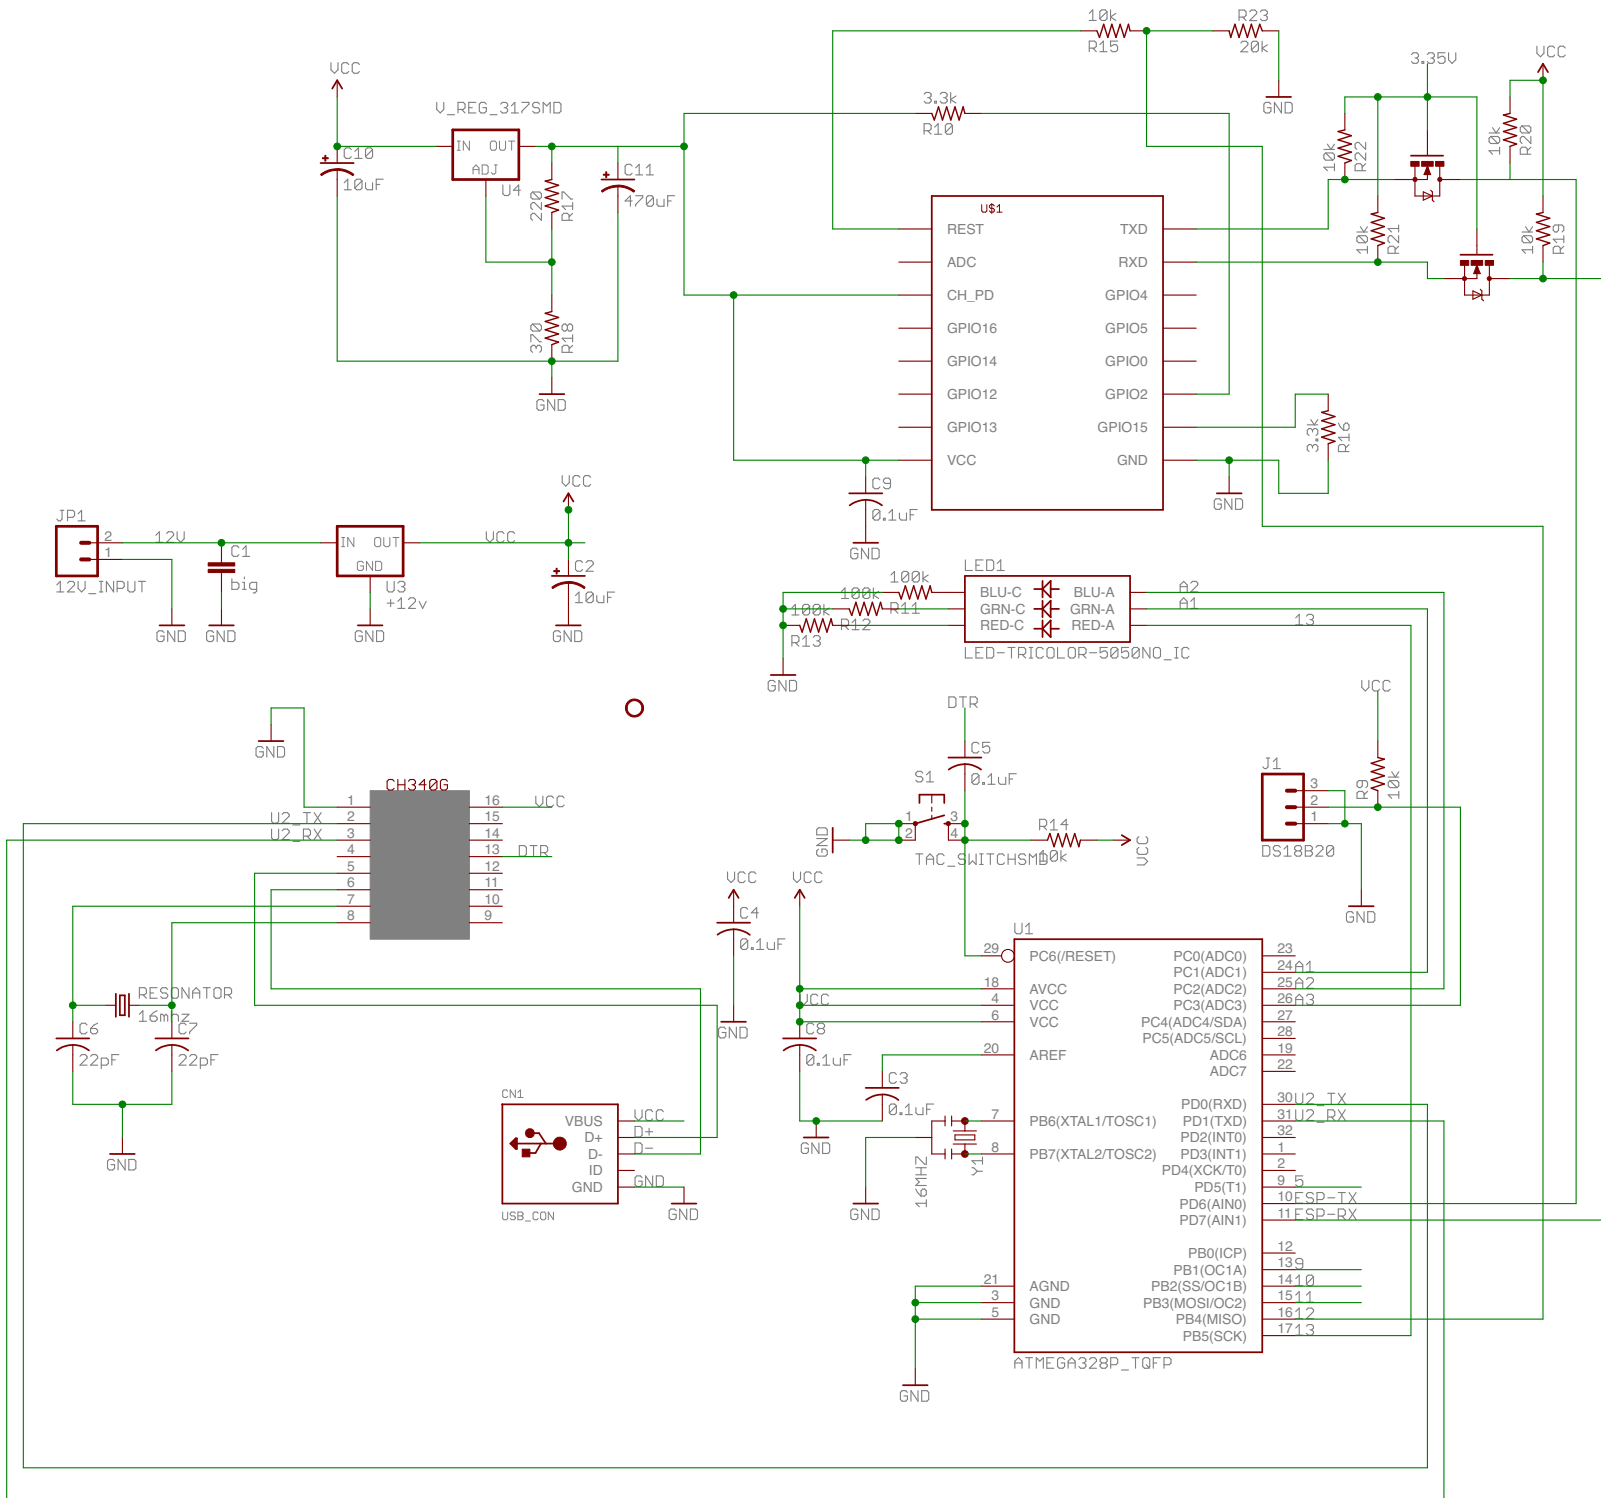 10k
R15
R23
20k
GND
VCC
V_REG_317SMD
IN OUT
ADJ
U4
C10
10uF
220
R17
C11
470uF
370
R18
GND
3.3k
R10
3.35V
VCC
10k
R22
10k
R20
10k
R21
10k
R19
U$1
REST TXD
ADC RXD
CH_PD GPIO4
GPIO16 GPIO5
GPIO14 GPIO0
GPIO12 GPIO2
GPIO13 GPIO15
VCC GND
3.3k
R16
GND
C9
0.1uF
GND
JP1
2
1
12V_INPUT
12V
GND
C1
big
GND
IN OUT
GND
U3
+12v
GND
VCC
VCC
C2
10uF
GND
LED1
BLU-C BLU-A
GRN-C GRN-A
RED-C RED-A
LED-TRICOLOR-5050NO_IC
100k
R11
100k
R12
100k
R13
GND
A2
A1
13
GND
CH340G
1 16 VCC
U2_TX 2 15
U2_RX 3 14
4 13 DTR
5 12
6 11
7 10
8 9
RESONATOR
16mhz
C6
22pF
C7
22pF
GND
DTR
C5
0.1uF
S1
1 3
2 4
TAC_SWITCHSMD
GND
R14
10k
VCC
VCC
R9
10k
J1
3
2
1
DS18B20
GND
VCC
C4
0.1uF
GND
VCC
VCC
C8
0.1uF
GND
C3
0.1uF
16MHZ
Y1
GND
CN1
VBUS VCC
D+ D+
D- D-
ID
GND GND
USB_CON
GND
U1
29 PC6(/RESET)
18 AVCC
4 VCC
6 VCC
20 AREF
7 PB6(XTAL1/TOSC1)
8 PB7(XTAL2/TOSC2)
21 AGND
3 GND
5 GND
PC0(ADC0) 23
PC1(ADC1) 24 A1
PC2(ADC2) 25 A2
PC3(ADC3) 26 A3
PC4(ADC4/SDA) 27
PC5(ADC5/SCL) 28
ADC6 19
ADC7 22
PD0(RXD) 30 U2_TX
PD1(TXD) 31 U2_RX
PD2(INT0) 32
PD3(INT1) 1
PD4(XCK/T0) 2
PD5(T1) 9 5
PD6(AIN0) 10 ESP-TX
PD7(AIN1) 11 ESP-RX
PB0(ICP) 12
PB1(OC1A) 13 9
PB2(SS/OC1B) 14 10
PB3(MOSI/OC2) 15 11
PB4(MISO) 16 12
PB5(SCK) 17 13
ATMEGA328P_TQFP
GND